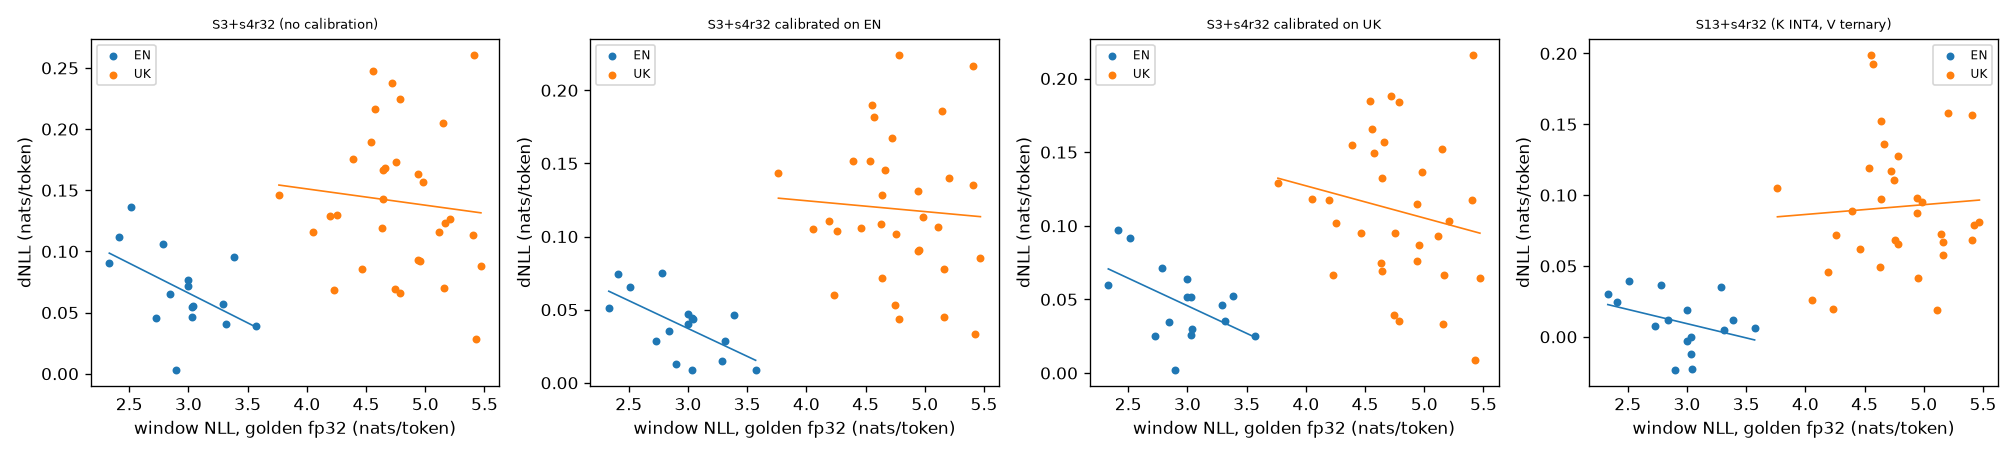 S3+s4r32 (no calibration)
EN
UK
0.25
0.20
0.15
0.10
0.05
0.00
dNLL (nats/token)
2.5 3.0 3.5 4.0 4.5 5.0 5.5
window NLL, golden fp32 (nats/token)
S3+s4r32 calibrated on EN
EN
UK
0.20
0.15
0.10
0.05
0.00
dNLL (nats/token)
2.5 3.0 3.5 4.0 4.5 5.0 5.5
window NLL, golden fp32 (nats/token)
S3+s4r32 calibrated on UK
EN
UK
0.20
0.15
0.10
0.05
0.00
dNLL (nats/token)
2.5 3.0 3.5 4.0 4.5 5.0 5.5
window NLL, golden fp32 (nats/token)
S13+s4r32 (K INT4, V ternary)
EN
UK
0.20
0.15
0.10
0.05
0.00
dNLL (nats/token)
2.5 3.0 3.5 4.0 4.5 5.0 5.5
window NLL, golden fp32 (nats/token)